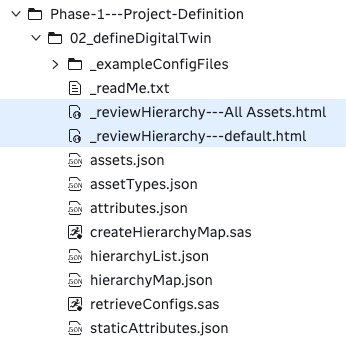 Phase-1---Project-Definition
02_defineDigitalTwin
_exampleConfigFiles
_readMe.txt
_reviewHierarchy---All Assets.html
_reviewHierarchy---default.html
assets.json
assetTypes.json
attributes.json
createHierarchyMap.sas
hierarchyList.json
hierarchyMap.json
retrieveConfigs.sas
staticAttributes.json